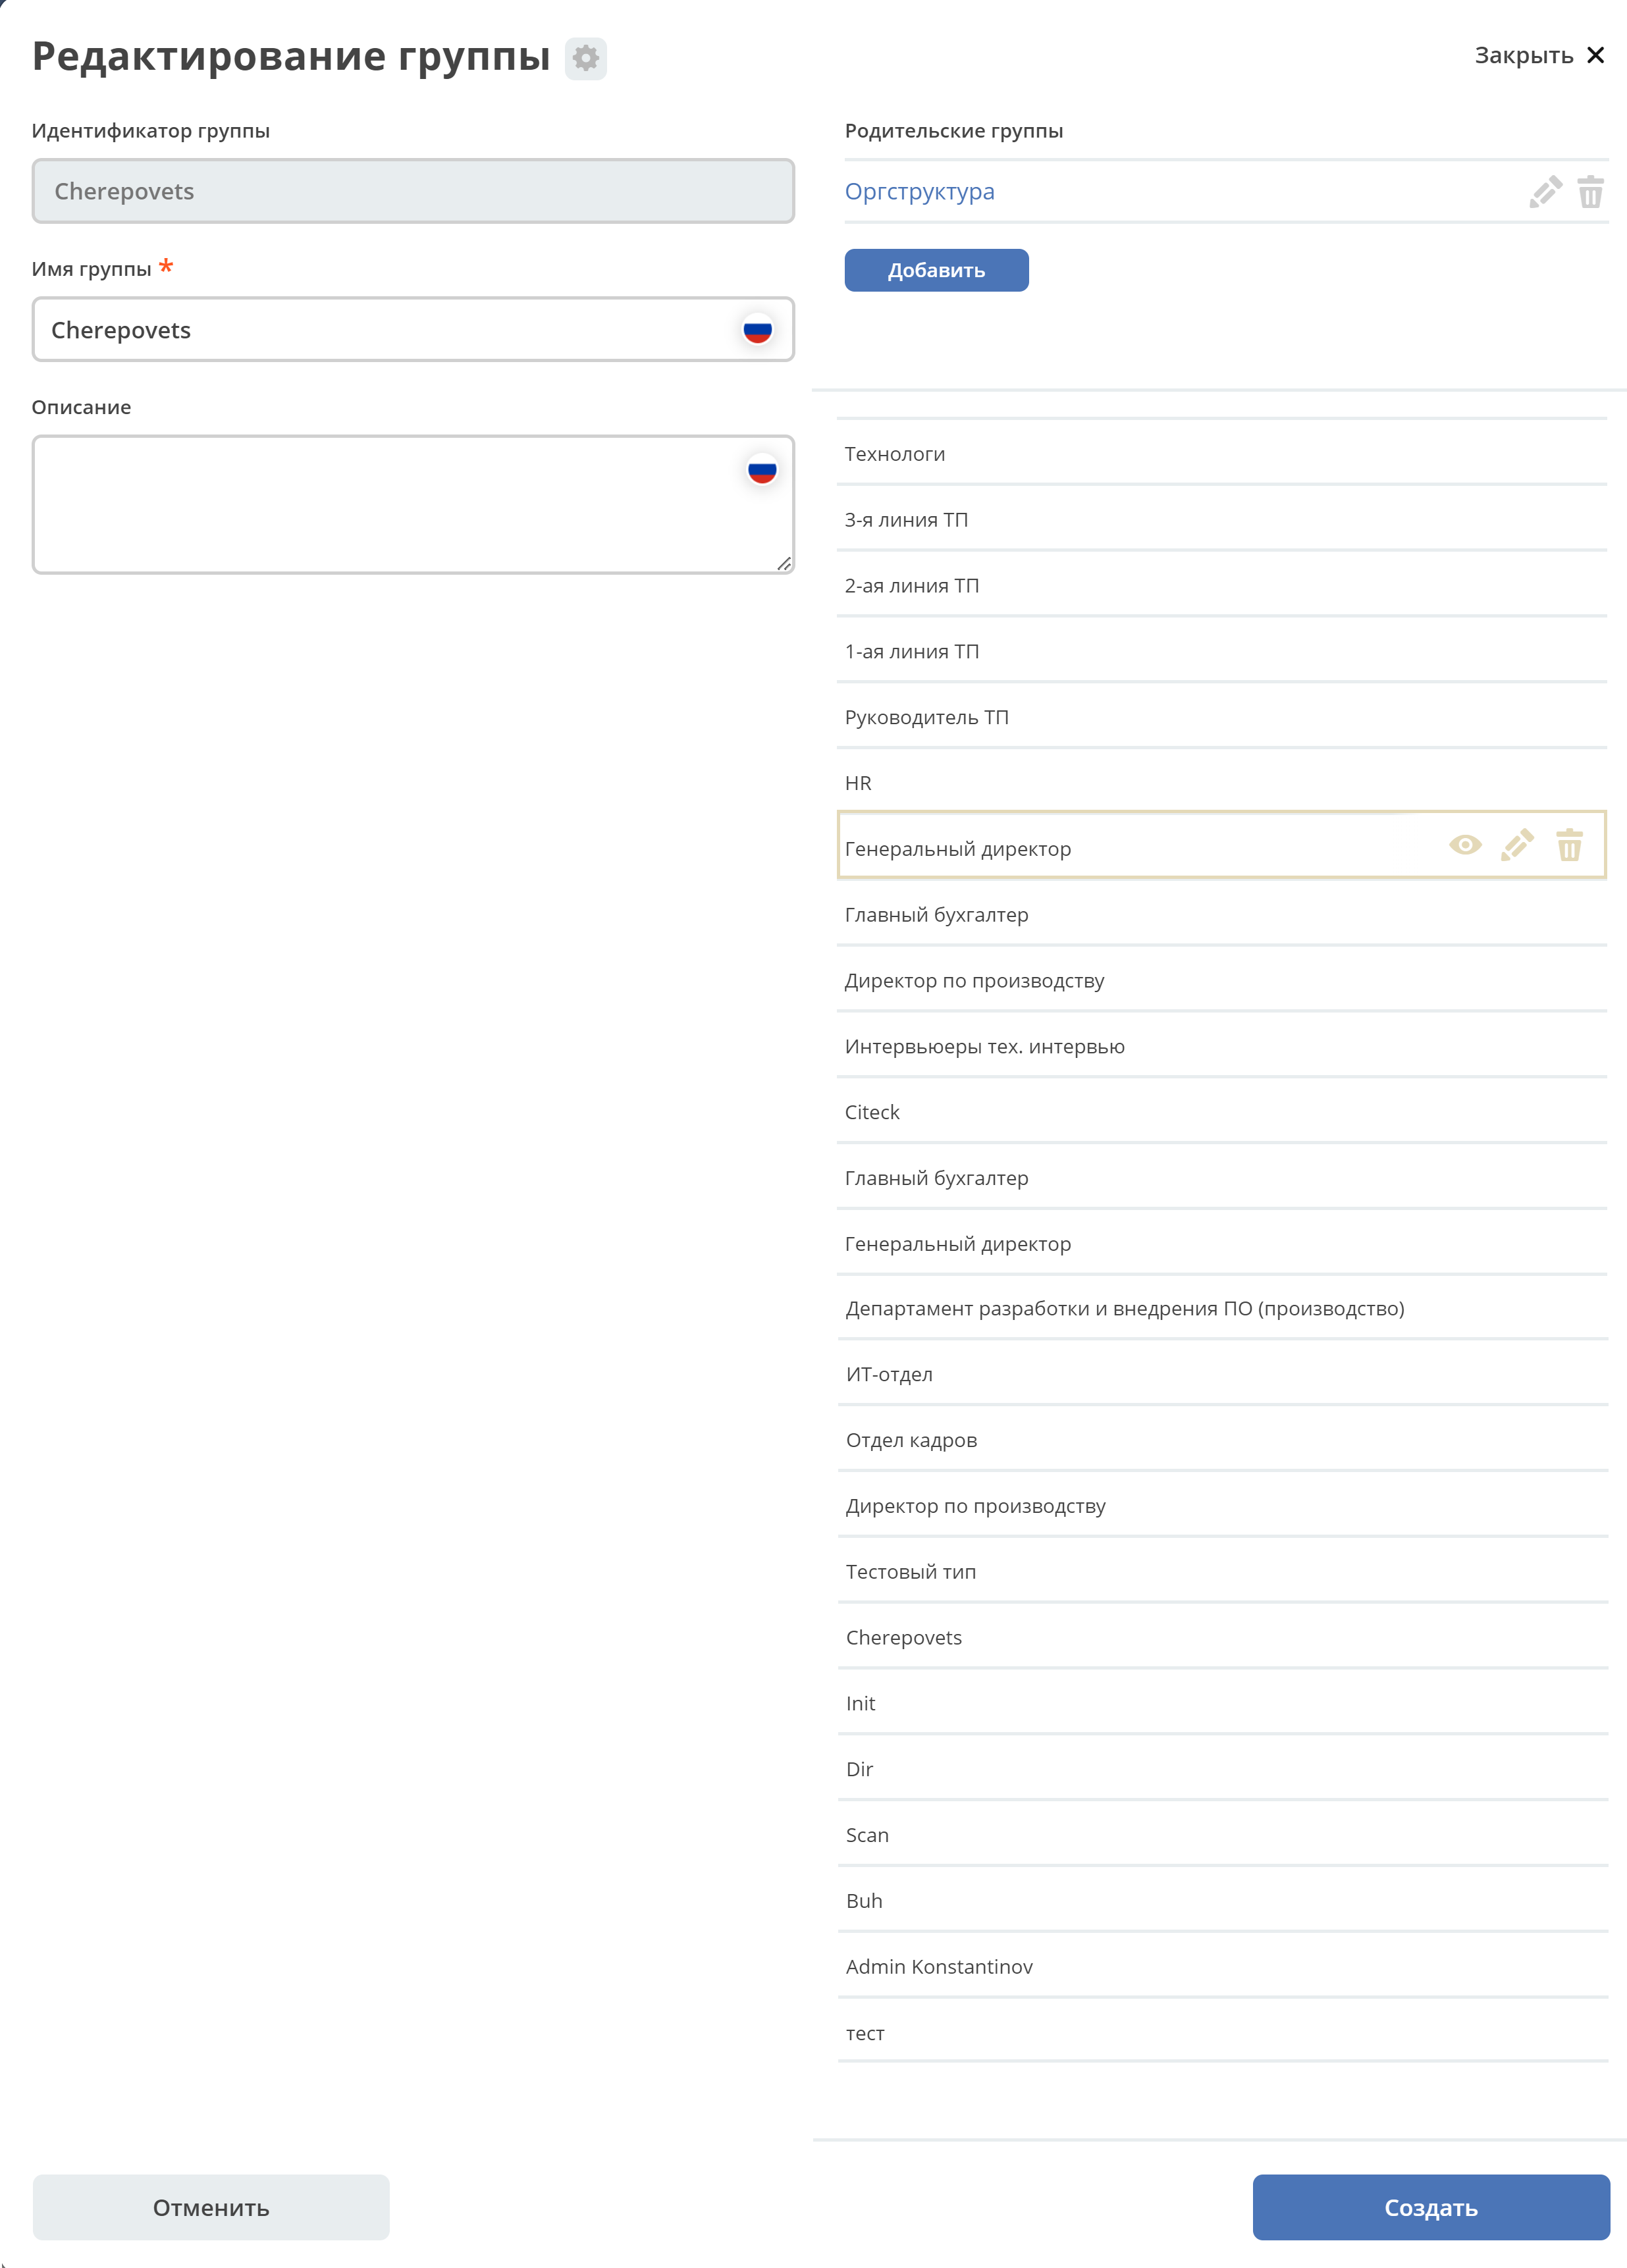 Редактирование группы
Закрыть
Идентификатор группы
Cherepovets
Имя группы *
Cherepovets
Описание
Родительские группы
Оргструктура
Добавить
Технологи
3-я линия ТП
2-ая линия ТП
1-ая линия ТП
Руководитель ТП
HR
Генеральный директор
Главный бухгалтер
Директор по производству
Интервьюеры тех. интервью
Citeck
Главный бухгалтер
Генеральный директор
Департамент разработки и внедрения ПО (производство)
ИТ-отдел
Отдел кадров
Директор по производству
Тестовый тип
Cherepovets
Init
Dir
Scan
Buh
Admin Konstantinov
тест
Отменить
Создать